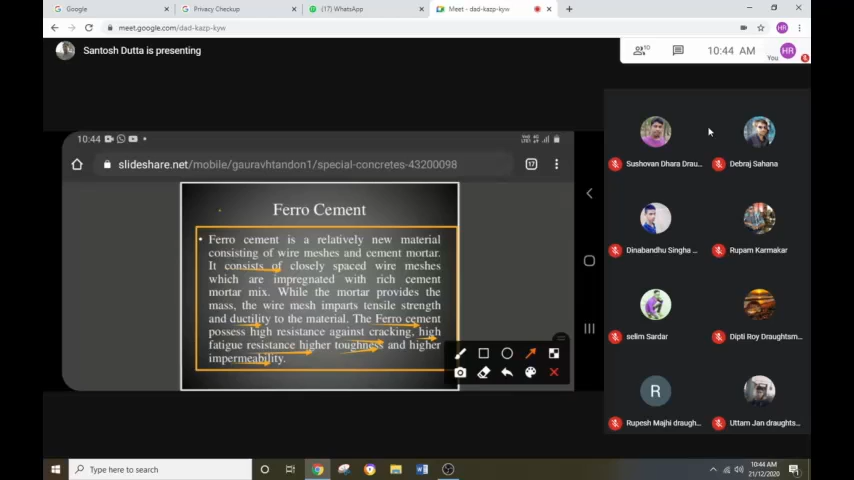 Google
Privacy Checkup
(17) WhatsApp
Meet - dad-kazp-kyw
meet.google.com/dad-kazp-kyw
HR
Santosh Dutta is presenting
10
10:44 AM
You
HR
10:44
17
slideshare.net/mobile/gauravhtandon1/special-concretes-43200098
Ferro Cement
• Ferro cement is a relatively new material
consisting of wire meshes and cement mortar.
It consists of closely spaced wire meshes
which are impregnated with rich cement
mortar mix. While the mortar provides the
mass, the wire mesh imparts tensile strength
and ductility to the material. The Ferro cement
possess high resistance against cracking, high
fatigue resistance higher toughness and higher
impermeability.
Sushovan Dhara Drau...
Debraj Sahana
Dinabandhu Singha ...
Rupam Karmakar
selim Sardar
Dipti Roy Draughtsm...
R
Rupesh Majhi draugh...
Uttam Jan draughts...
Type here to search
10:44 AM
21/12/2020